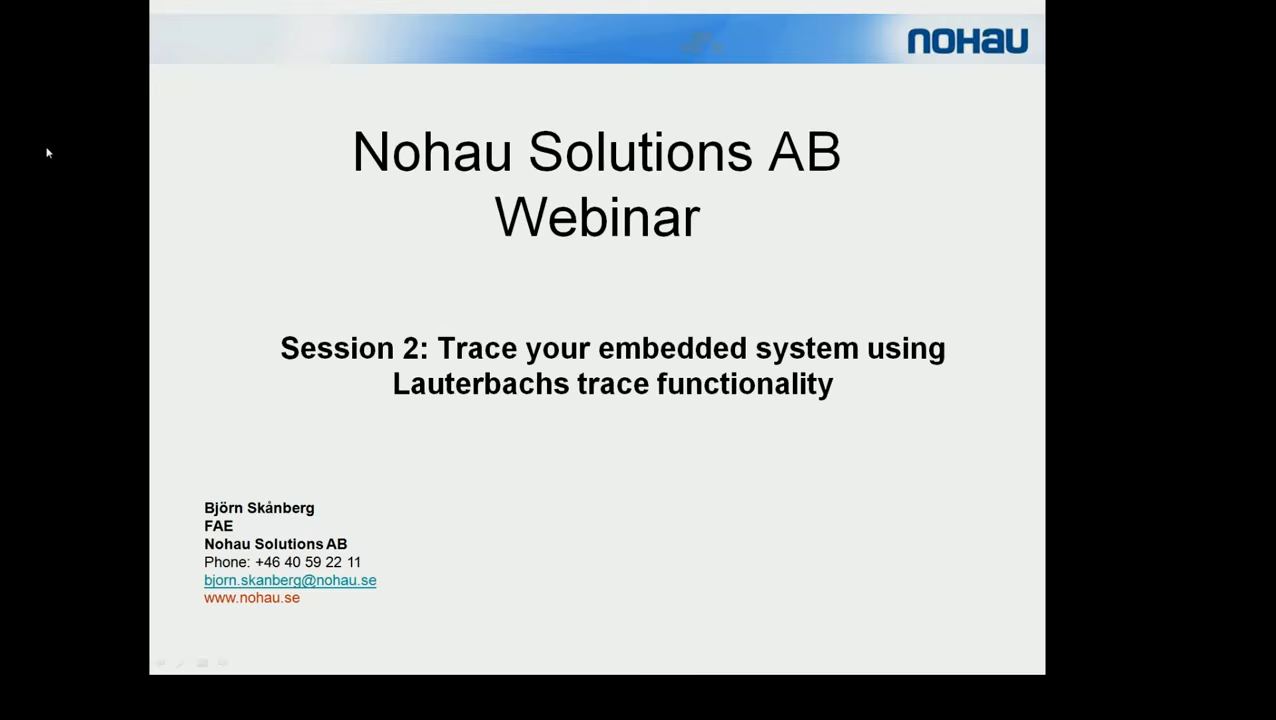 nohau
Nohau Solutions AB
Webinar
Session 2: Trace your embedded system using
Lauterbachs trace functionality
Björn Skånberg
FAE
Nohau Solutions AB
Phone: +46 40 59 22 11
bjorn.skanberg@nohau.se
www.nohau.se